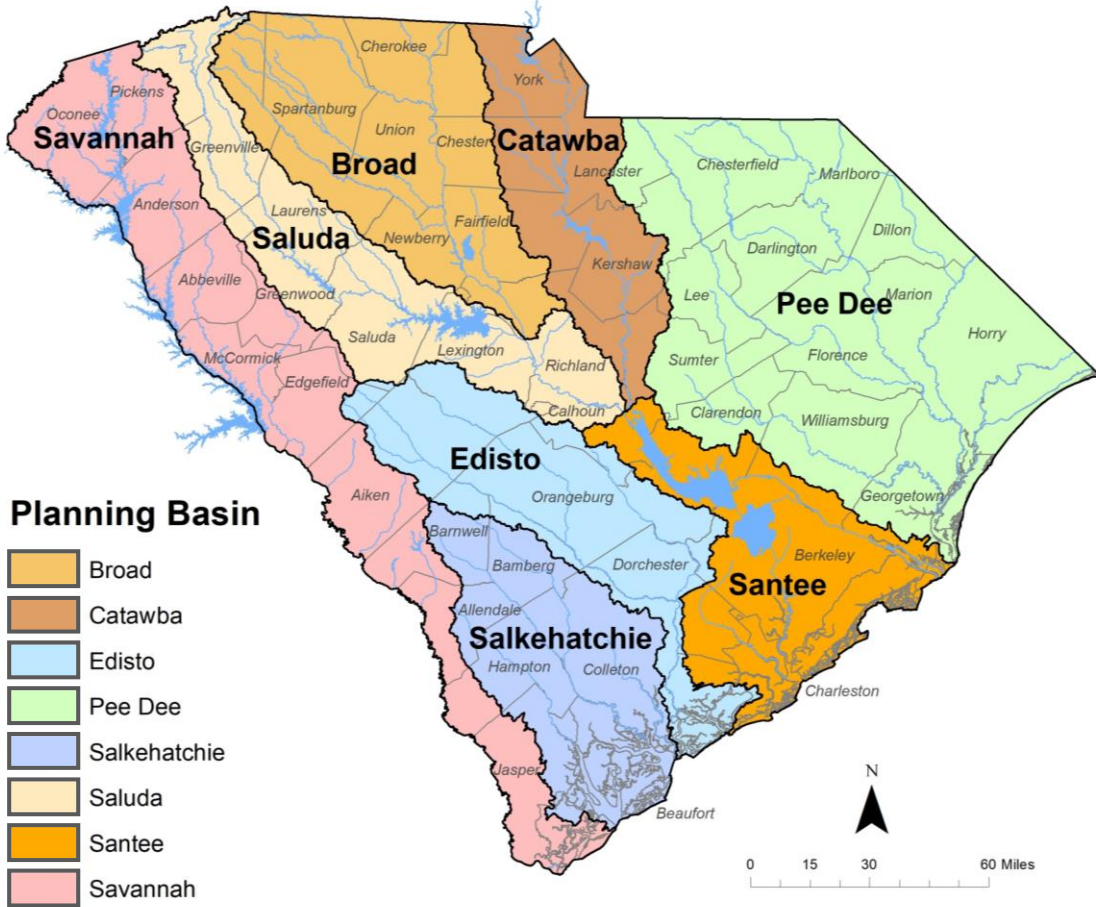 Cherokee
York
Pickens
Oconee
Spartanburg
Savannah
Union
Chester
Catawba
Greenville
Broad
Lancaster
Chesterfield
Marlboro
Anderson
Laurens
Fairfield
Dillon
Saluda
Newberry
Darlington
Abbeville
Kershaw
Greenwood
Lee
Pee Dee
Marion
Saluda
Horry
McCormick
Lexington
Richland
Sumter
Florence
Edgefield
Calhoun
Clarendon
Williamsburg
Edisto
Aiken
Orangeburg
Georgetown
Barnwell
Bamberg
Dorchester
Berkeley
Santee
Allendale
Salkehatchie
Hampton
Colleton
Charleston
Jasper
Beaufort
Planning Basin
Broad
Catawba
Edisto
Pee Dee
Salkehatchie
Saluda
Santee
Savannah
N
0 15 30 60 Miles